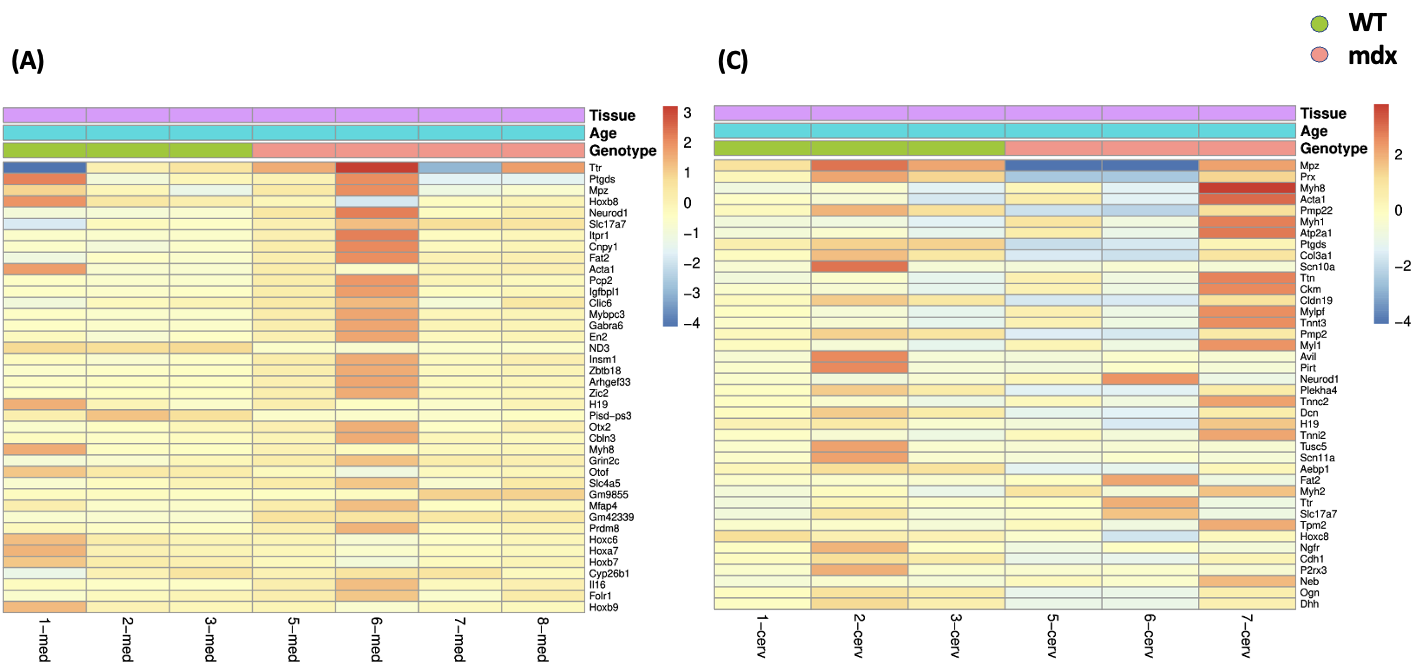 WT
mdx
(A)
Tissue
Age
Genotype
Ttr
Ptgds
Mpz
Hoxb8
Neurod1
Slc17a7
Itpr1
Cnpy1
Fat2
Acta1
Pcp2
Igfbpl1
Clic6
Mybpc3
Gabra6
En2
ND3
Insm1
Zbtb18
Arhgef33
Zic2
H19
Pisd-ps3
Otx2
Cbln3
Myh8
Grin2c
Otof
Slc4a5
Gm9855
Mfap4
Gm42339
Prdm8
Hoxc6
Hoxa7
Hoxb7
Cyp26b1
Il16
Folr1
Hoxb9
1-med
2-med
3-med
5-med
6-med
7-med
8-med
3
2
1
0
-1
-2
-3
-4
(C)
Tissue
Age
Genotype
Mpz
Prx
Myh8
Acta1
Pmp22
Myh1
Atp2a1
Ptgds
Col3a1
Scn10a
Ttn
Ckm
Cldn19
Mylpf
Tnnt3
Pmp2
Myl1
Avil
Pirt
Neurod1
Plekha4
Tnnc2
Dcn
H19
Tnni2
Tusc5
Scn11a
Aebp1
Fat2
Myh2
Ttr
Slc17a7
Tpm2
Hoxc8
Ngfr
Cdh1
P2rx3
Neb
Ogn
Dhh
1-cerv
2-cerv
3-cerv
5-cerv
6-cerv
7-cerv
2
0
-2
-4